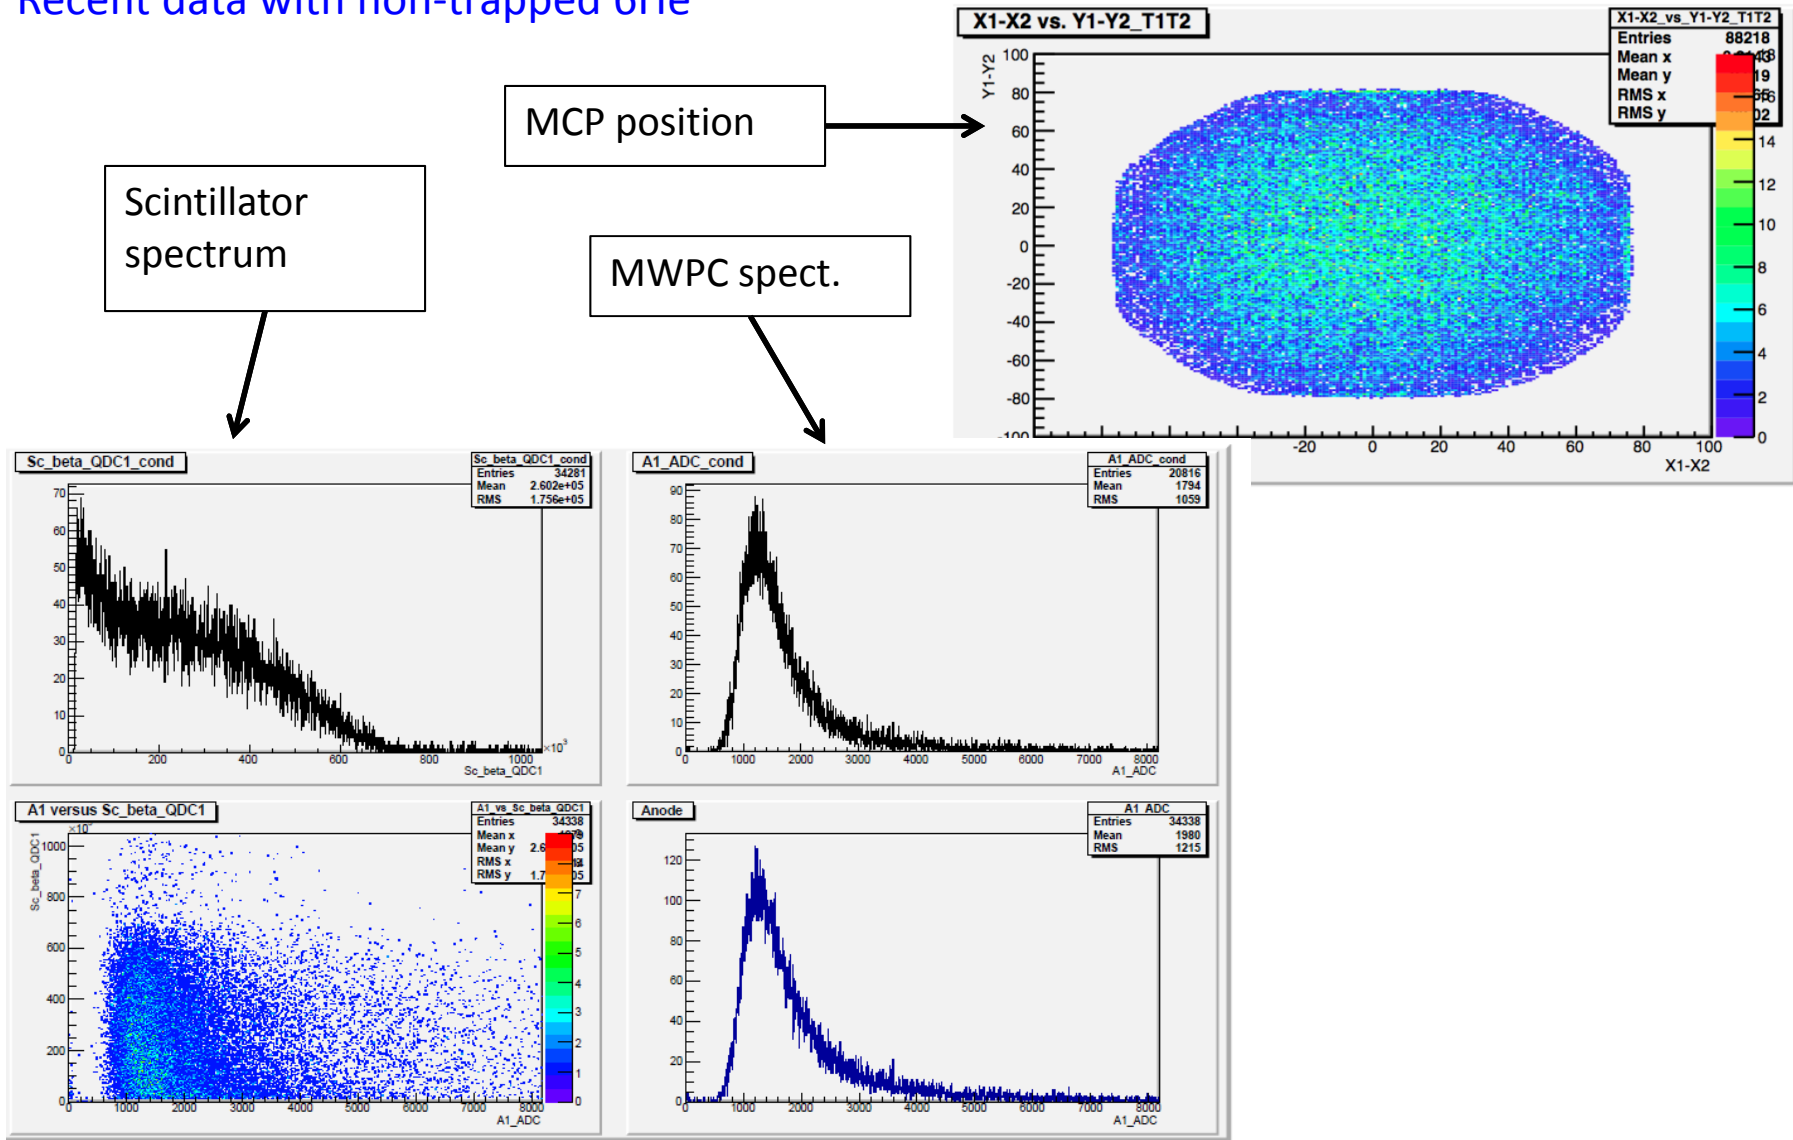 Recent data with non-trapped 6He
MCP position
Scintillator
spectrum
MWPC spect.
X1-X2 vs. Y1-Y2_T1T2
X1-X2_vs_Y1-Y2_T1T2
Entries 88218
Mean x
Mean y
RMS x
RMS y
Y1-Y2
100
80
60
40
20
0
-20
-40
-60
-80
-100
-20 0 20 40 60 80 100
X1-X2
14
12
10
8
6
4
2
0
Sc_beta_QDC1_cond
Sc_beta_QDC1_cond
Entries 34281
Mean 2.602e+05
RMS 1.756e+05
70
60
50
40
30
20
10
0
0 200 400 600 800 1000
×10³
Sc_beta_QDC1
A1_ADC_cond
A1_ADC_cond
Entries 20816
Mean 1794
RMS 1059
90
80
70
60
50
40
30
20
10
0
0 1000 2000 3000 4000 5000 6000 7000 8000
A1_ADC
A1 versus Sc_beta_QDC1
A1_vs_Sc_beta_QDC1
Entries 34338
Mean x
Mean y
RMS x
RMS y
Sc_beta_QDC1
1000
800
600
400
200
0
0 1000 2000 3000 4000 5000 6000 7000 8000
A1_ADC
7
6
5
4
3
2
1
0
Anode
A1_ADC
Entries 34338
Mean 1980
RMS 1215
120
100
80
60
40
20
0
0 1000 2000 3000 4000 5000 6000 7000 8000
A1_ADC